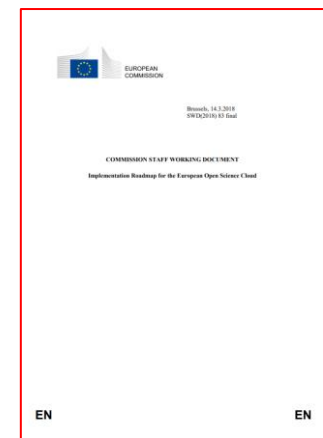 EUROPEAN
COMMISSION
Brussels, 14.3.2018
SWD(2018) 83 final
COMMISSION STAFF WORKING DOCUMENT
Implementation Roadmap for the European Open Science Cloud
EN EN